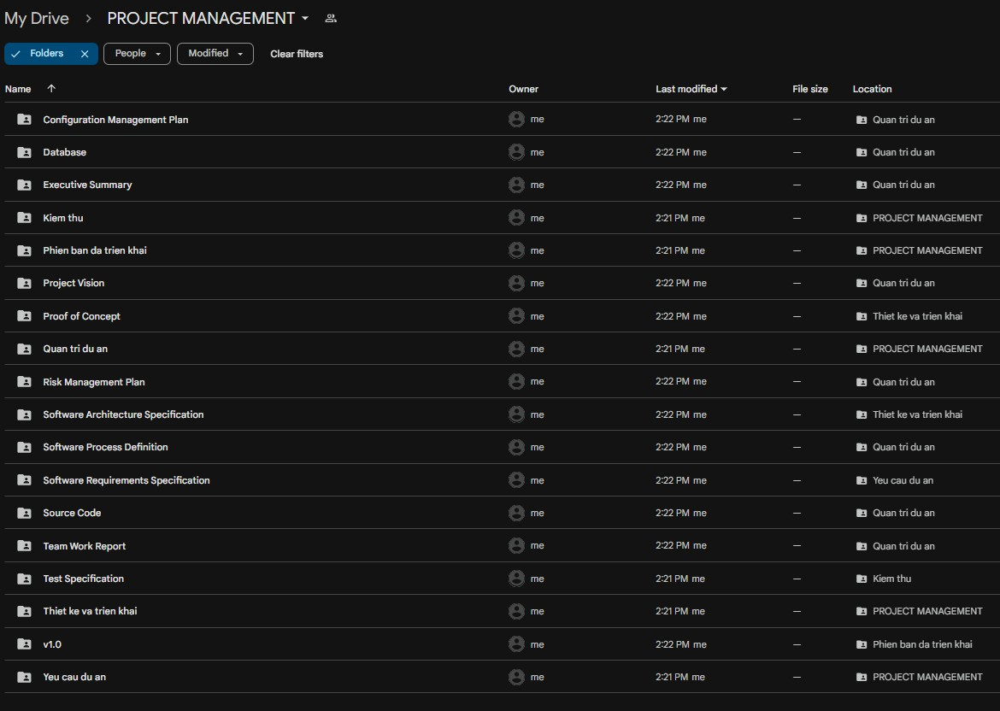 My Drive > PROJECT MANAGEMENT
Folders People Modified Clear filters
Name Owner Last modified File size Location
Configuration Management Plan me 2:22 PM me — Quan tri du an
Database me 2:22 PM me — Quan tri du an
Executive Summary me 2:22 PM me — Quan tri du an
Kiem thu me 2:21 PM me — PROJECT MANAGEMENT
Phien ban da trien khai me 2:21 PM me — PROJECT MANAGEMENT
Project Vision me 2:22 PM me — Quan tri du an
Proof of Concept me 2:22 PM me — Thiet ke va trien khai
Quan tri du an me 2:21 PM me — PROJECT MANAGEMENT
Risk Management Plan me 2:22 PM me — Quan tri du an
Software Architecture Specification me 2:22 PM me — Thiet ke va trien khai
Software Process Definition me 2:22 PM me — Quan tri du an
Software Requirements Specification me 2:22 PM me — Yeu cau du an
Source Code me 2:22 PM me — Quan tri du an
Team Work Report me 2:22 PM me — Quan tri du an
Test Specification me 2:21 PM me — Kiem thu
Thiet ke va trien khai me 2:21 PM me — PROJECT MANAGEMENT
v1.0 me 2:22 PM me — Phien ban da trien khai
Yeu cau du an me 2:21 PM me — PROJECT MANAGEMENT